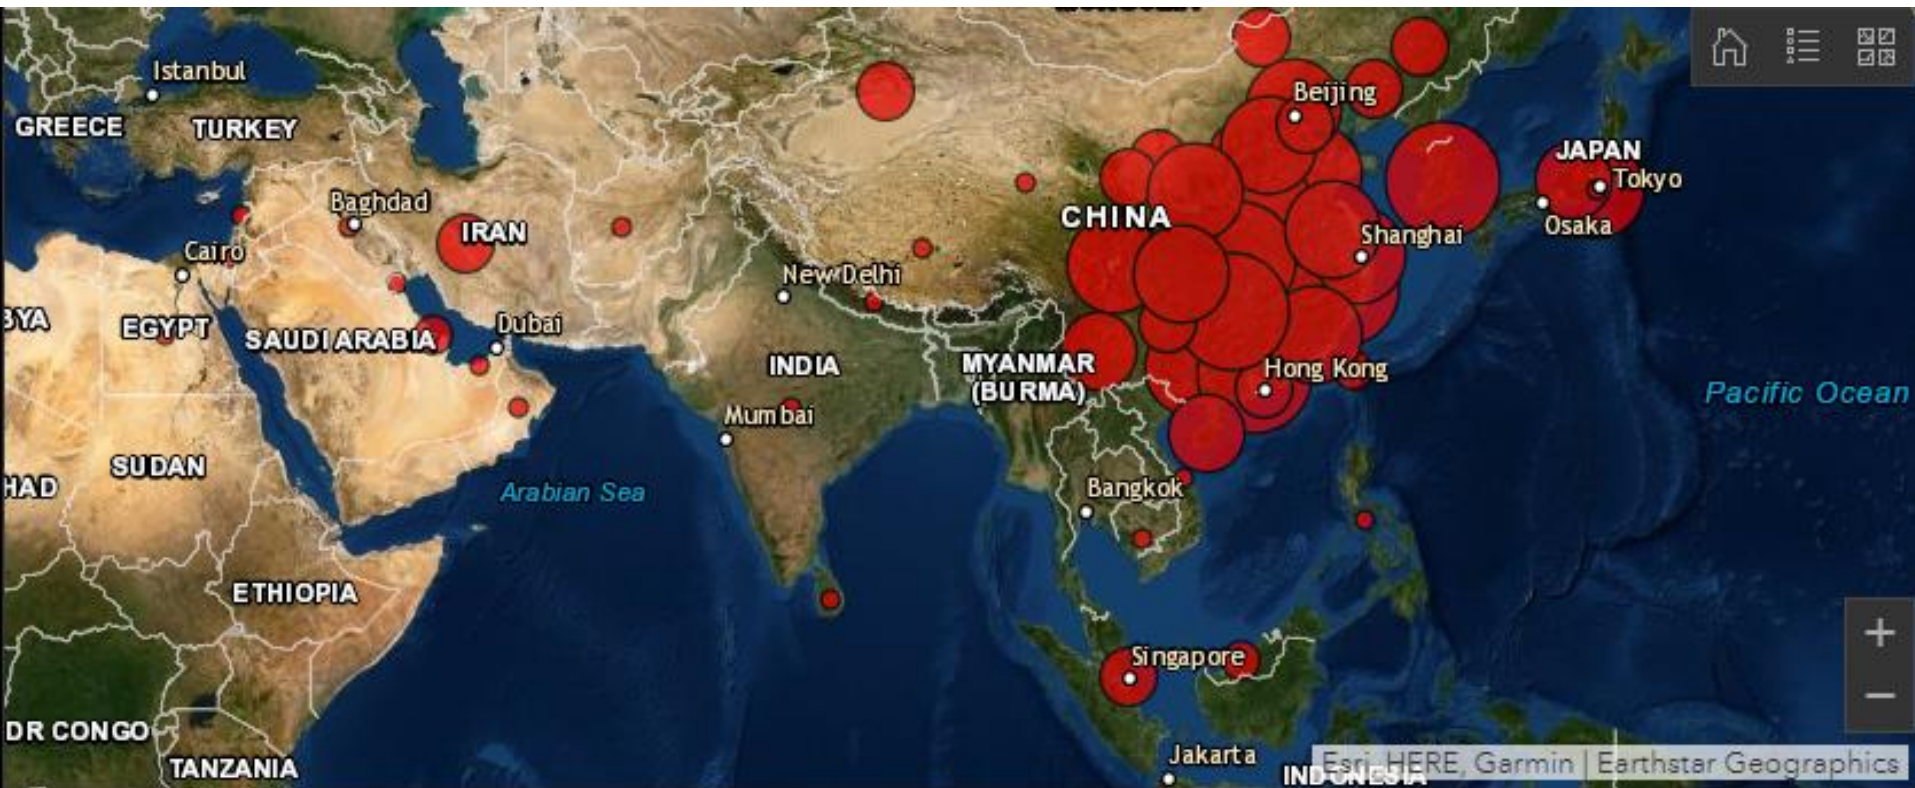 Istanbul
Beijing
GREECE
TURKEY
JAPAN
Tokyo
Baghdad
CHINA
Osaka
IRAN
Shanghai
Cairo
New Delhi
BYA
EGYPT
SAUDI ARABIA
Dubai
INDIA
MYANMAR
(BURMA)
Hong Kong
Pacific Ocean
Mumbai
SUDAN
HAD
Arabian Sea
Bangkok
ETHIOPIA
Singapore
DR CONGO
TANZANIA
Jakarta
INDONESIA
Esri, HERE, Garmin | Earthstar Geographics